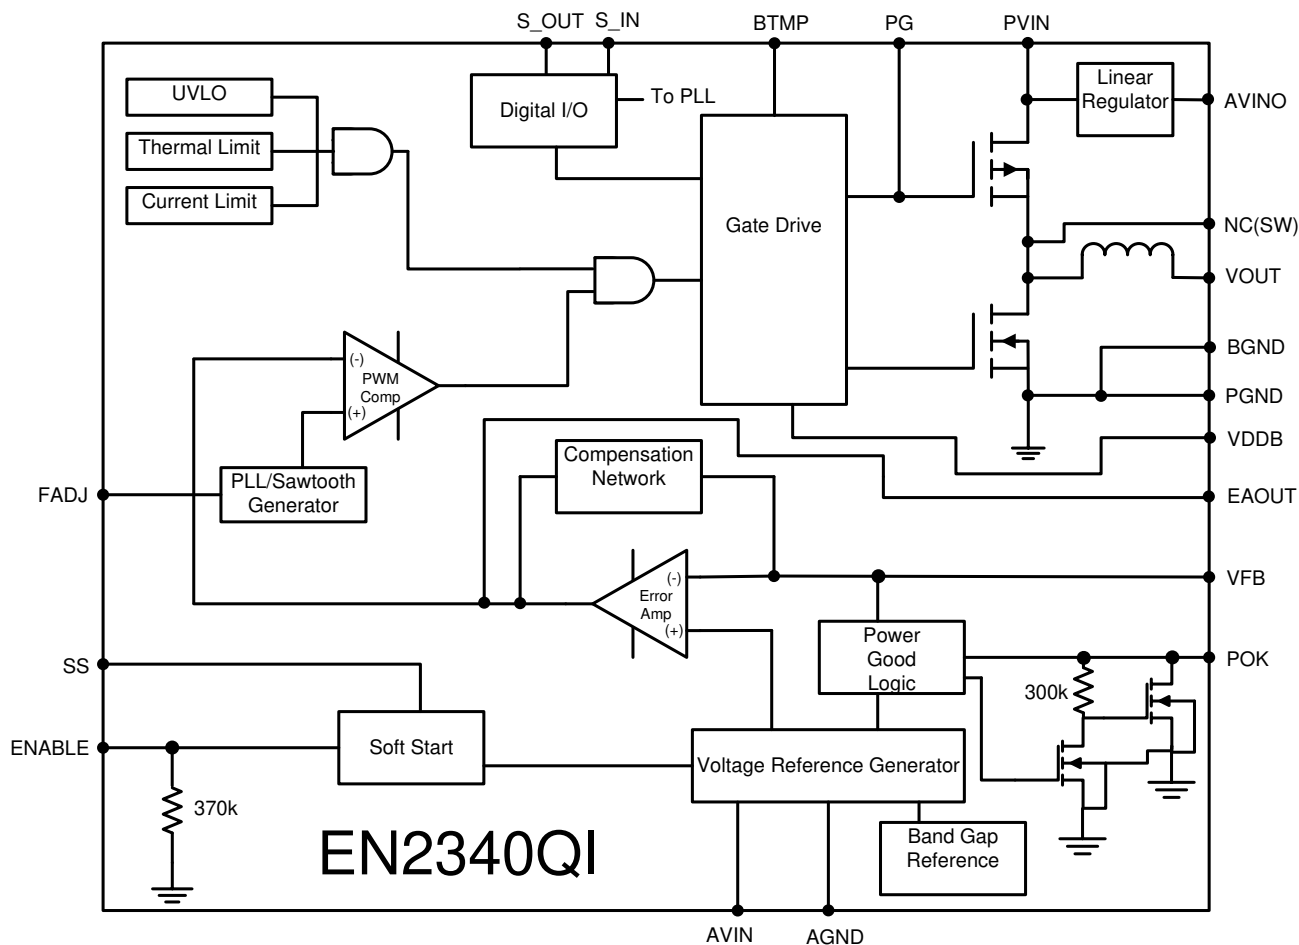 S_OUT
S_IN
BTMP
PG
PVIN
UVLO
Thermal Limit
Current Limit
Digital I/O
To PLL
Linear
Regulator
AVINO
Gate Drive
NC(SW)
VOUT
BGND
PGND
VDDB
EAOUT
(-)
PWM
Comp
(+)
PLL/Sawtooth
Generator
FADJ
Compensation
Network
(-)
Error
Amp
(+)
VFB
Power
Good
Logic
POK
300k
SS
ENABLE
Soft Start
370k
Voltage Reference Generator
Band Gap
Reference
EN2340QI
AVIN
AGND